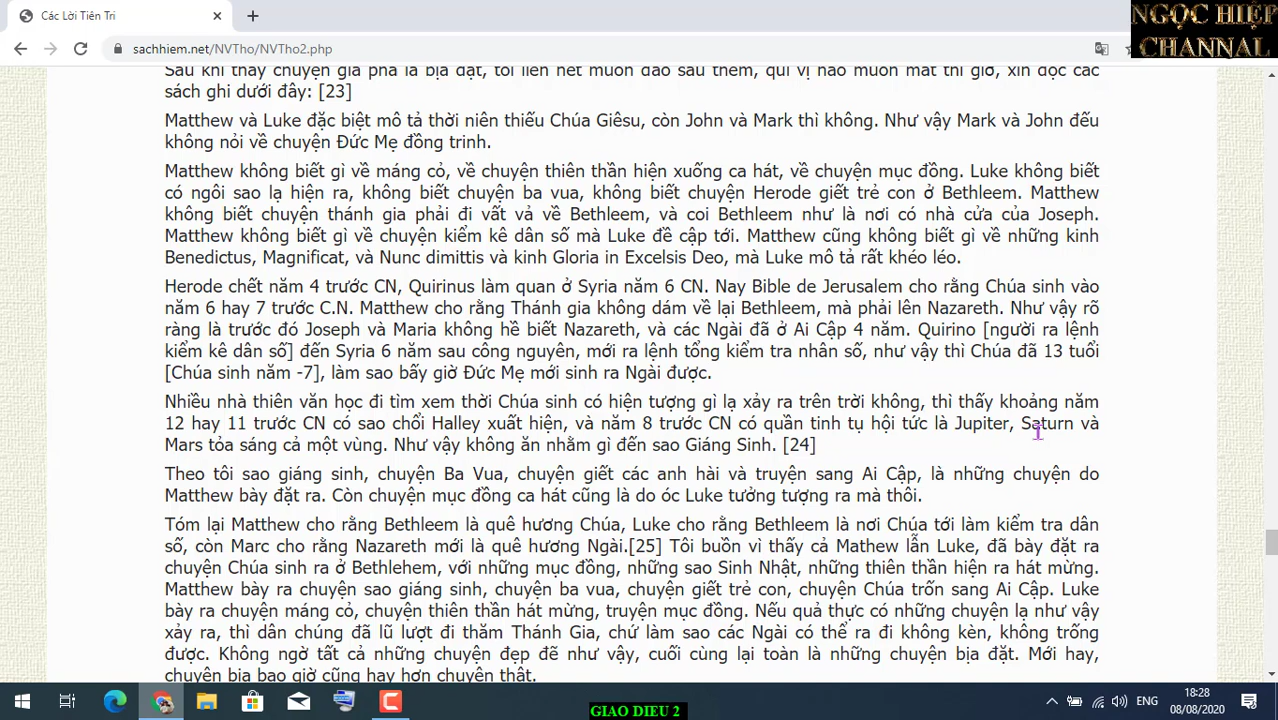 Các Lời Tiên Tri
NGỌC HIỆP
CHANNAL
sachhiem.net/NVTho/NVTho2.php
Sau khi thấy chuyện gia phả là bịa đặt, tôi liền hết muốn đào sâu thêm, quí vị nào muốn mất thì giờ, xin đọc các
sách ghi dưới đây: [23]
Matthew và Luke đặc biệt mô tả thời niên thiếu Chúa Giêsu, còn John và Mark thì không. Như vậy Mark và John đều
không nói về chuyện Đức Mẹ đồng trinh.
Matthew không biết gì về máng cỏ, về chuyện thiên thần hiện xuống ca hát, về chuyện mục đồng. Luke không biết
có ngôi sao lạ hiện ra, không biết chuyện ba vua, không biết chuyện Herode giết trẻ con ở Bethleem. Matthew
không biết chuyện thánh gia phải đi vất vả về Bethleem, và coi Bethleem như là nơi có nhà cửa của Joseph.
Matthew không biết gì về chuyện kiểm kê dân số mà Luke đề cập tới. Matthew cũng không biết gì về những kinh
Benedictus, Magnificat, và Nunc dimittis và kinh Gloria in Excelsis Deo, mà Luke mô tả rất khéo léo.
Herode chết năm 4 trước CN, Quirinus làm quan ở Syria năm 6 CN. Nay Bible de Jerusalem cho rằng Chúa sinh vào
năm 6 hay 7 trước C.N. Matthew cho rằng Thánh gia không dám về lại Bethleem, mà phải lên Nazareth. Như vậy rõ
ràng là trước đó Joseph và Maria không hề biết Nazareth, và các Ngài đã ở Ai Cập 4 năm. Quirino [người ra lệnh
kiểm kê dân số] đến Syria 6 năm sau công nguyên, mới ra lệnh tổng kiểm tra nhân số, như vậy thì Chúa đã 13 tuổi
[Chúa sinh năm -7], làm sao bấy giờ Đức Mẹ mới sinh ra Ngài được.
Nhiều nhà thiên văn học đi tìm xem thời Chúa sinh có hiện tượng gì lạ xảy ra trên trời không, thì thấy khoảng năm
12 hay 11 trước CN có sao chổi Halley xuất hiện, và năm 8 trước CN có quần tinh tụ hội tức là Jupiter, Saturn và
Mars tỏa sáng cả một vùng. Như vậy không ăn nhằm gì đến sao Giáng Sinh. [24]
Theo tôi sao giáng sinh, chuyện Ba Vua, chuyện giết các anh hài và truyện sang Ai Cập, là những chuyện do
Matthew bày đặt ra. Còn chuyện mục đồng ca hát cũng là do óc Luke tưởng tượng ra mà thôi.
Tóm lại Matthew cho rằng Bethleem là quê hương Chúa, Luke cho rằng Bethleem là nơi Chúa tới làm kiểm tra dân
số, còn Marc cho rằng Nazareth mới là quê hương Ngài.[25] Tôi buồn vì thấy cả Mathew lẫn Luke, đã bày đặt ra
chuyện Chúa sinh ra ở Bethlehem, với những mục đồng, những sao Sinh Nhật, những thiên thần hiện ra hát mừng.
Matthew bày ra chuyện sao giáng sinh, chuyện ba vua, chuyện giết trẻ con, chuyện Chúa trốn sang Ai Cập. Luke
bày ra chuyện máng cỏ, chuyện thiên thần hát mừng, truyện mục đồng. Nếu quả thực có những chuyện lạ như vậy
xảy ra, thì dân chúng đã lũ lượt đi thăm Thánh Gia, chứ làm sao các Ngài có thể ra đi không kèn, không trống
được. Không ngờ tất cả những chuyện đẹp đẽ như vậy, cuối cùng lại toàn là những chuyện bịa đặt. Mới hay,
chuyện bịa bao giờ cũng hay hơn chuyện thật.
ENG
18:28
08/08/2020
GIAO DIEU 2